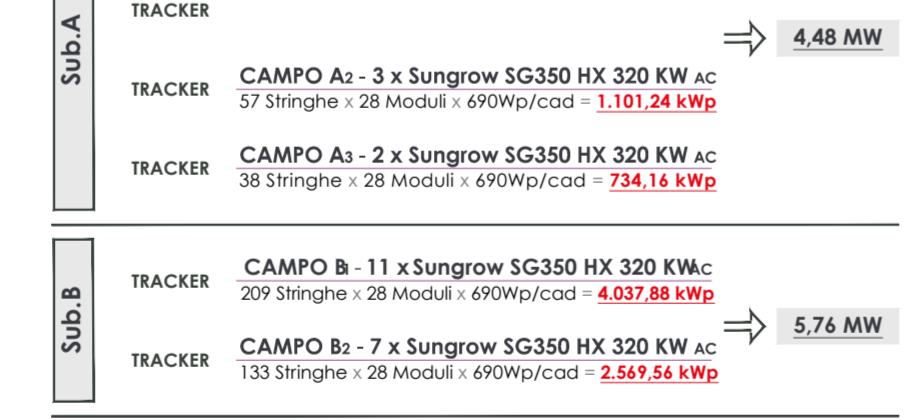 Sub.A
TRACKER
4,48 MW
TRACKER
CAMPO A2 - 3 x Sungrow SG350 HX 320 KW AC
57 Stringhe x 28 Moduli x 690Wp/cad = 1.101,24 kWp
TRACKER
CAMPO A3 - 2 x Sungrow SG350 HX 320 KW AC
38 Stringhe x 28 Moduli x 690Wp/cad = 734,16 kWp
Sub.B
TRACKER
CAMPO B1 - 11 x Sungrow SG350 HX 320 KW AC
209 Stringhe x 28 Moduli x 690Wp/cad = 4.037,88 kWp
5,76 MW
TRACKER
CAMPO B2 - 7 x Sungrow SG350 HX 320 KW AC
133 Stringhe x 28 Moduli x 690Wp/cad = 2.569,56 kWp